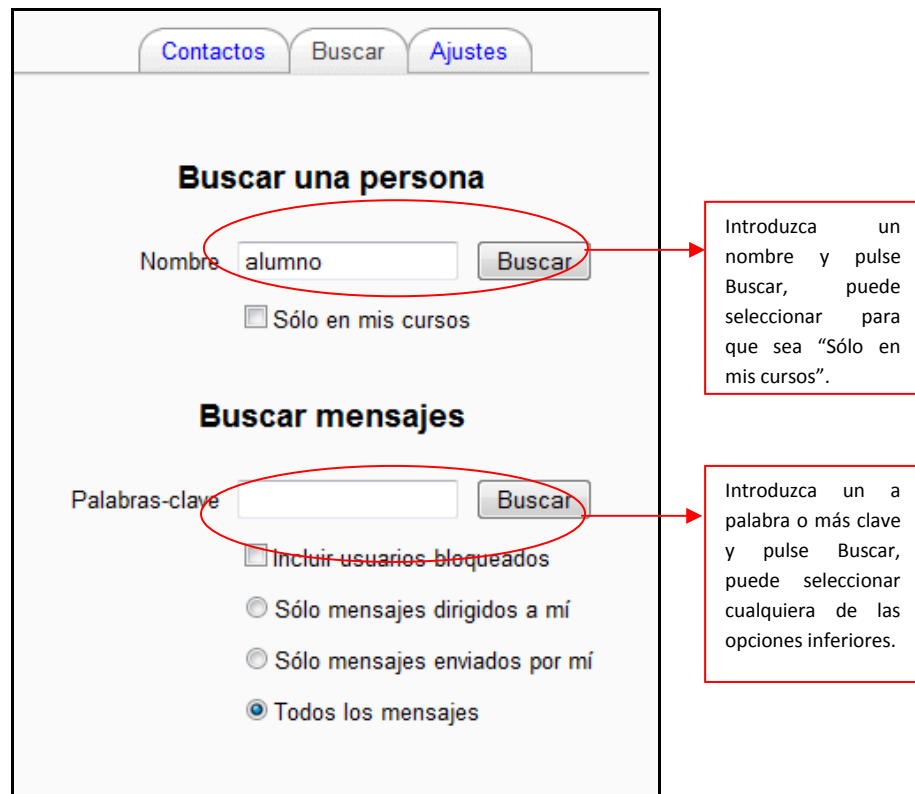 Contactos Buscar Ajustes
Buscar una persona
Nombre alumno Buscar
Sólo en mis cursos
Introduzca un
nombre y pulse
Buscar, puede
seleccionar para
que sea “Sólo en
mis cursos”.
Buscar mensajes
Palabras-clave Buscar
Incluir usuarios bloqueados
Sólo mensajes dirigidos a mí
Sólo mensajes enviados por mí
Todos los mensajes
Introduzca un a
palabra o más clave
y pulse Buscar,
puede seleccionar
cualquiera de las
opciones inferiores.